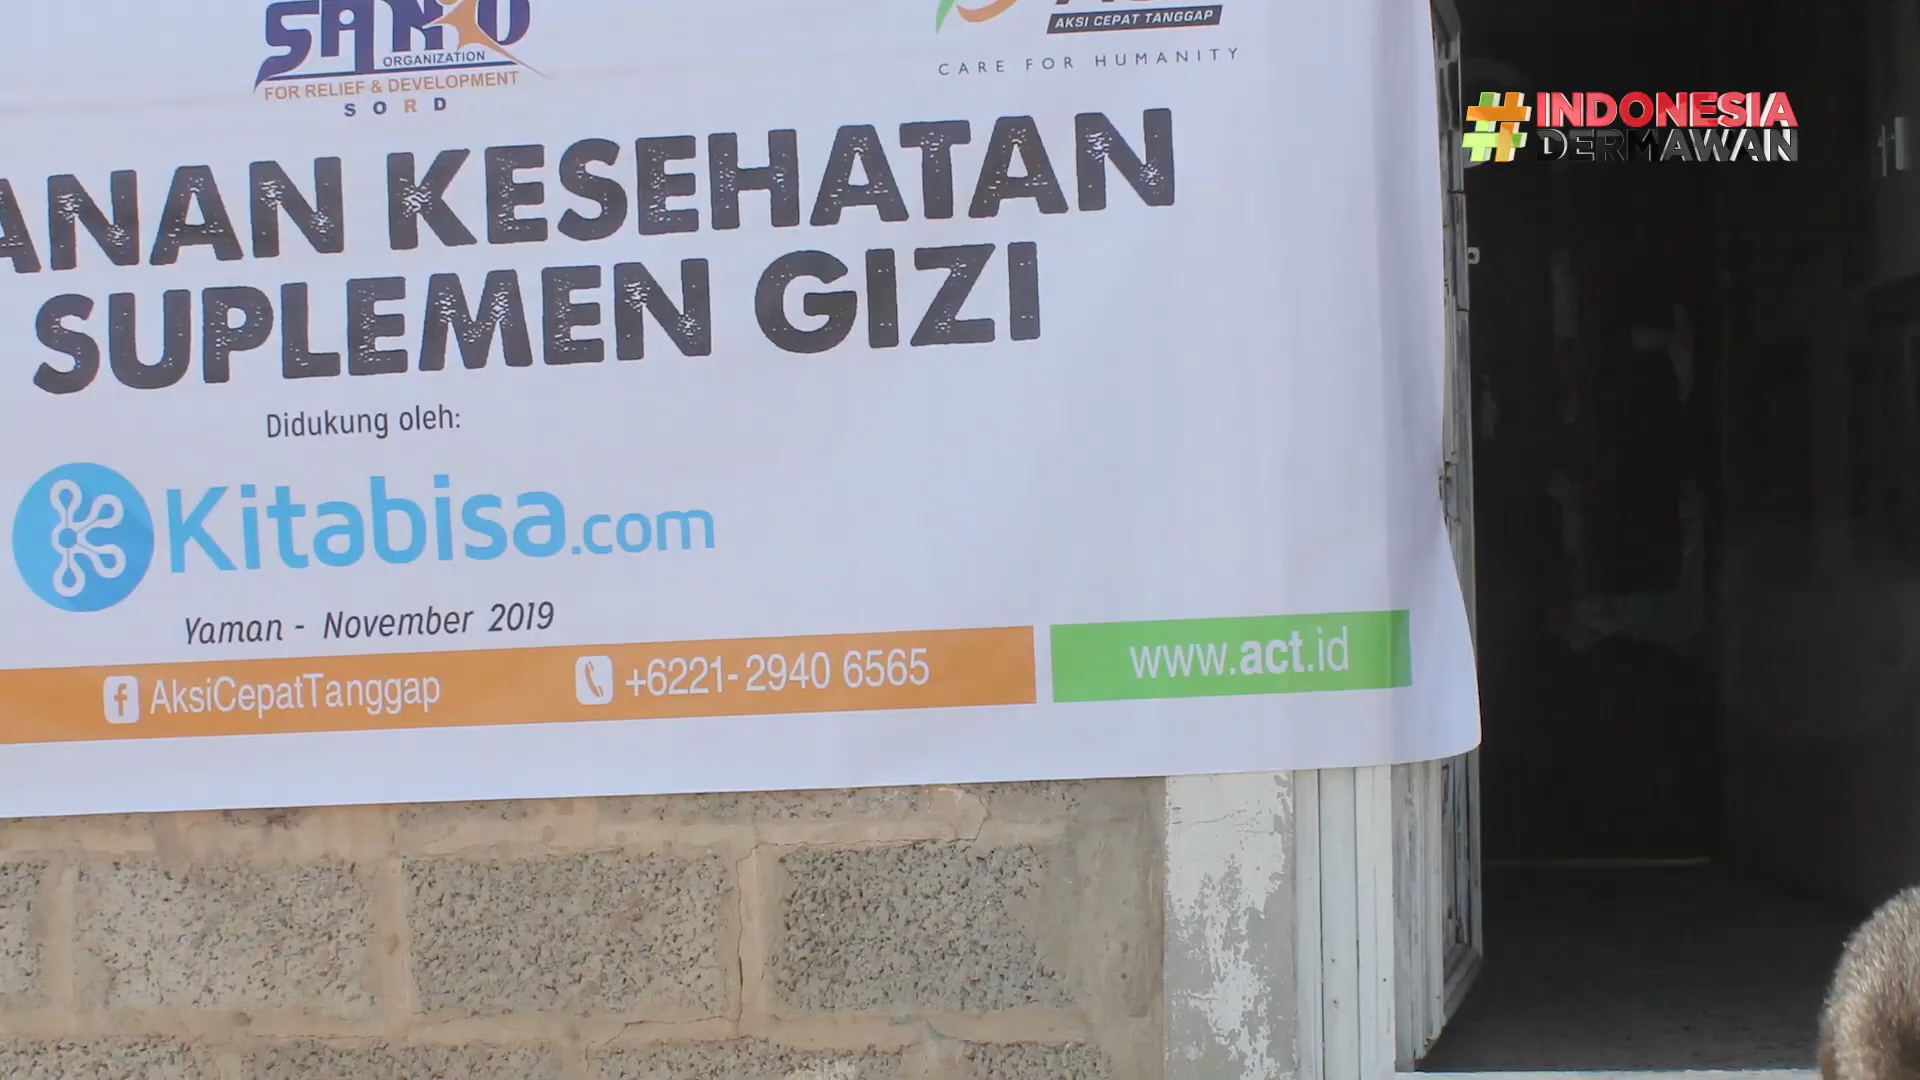 ORGANIZATION
FOR RELIEF & DEVELOPMENT
SORD
AKSI CEPAT TANGGAP
CARE FOR HUMANITY
#INDONESIA
DERMAWAN
ANAN KESEHATAN
SUPLEMEN GIZI
Didukung oleh:
Kitabisa.com
Yaman - November 2019
AksiCepatTanggap
+6221-2940 6565
www.act.id